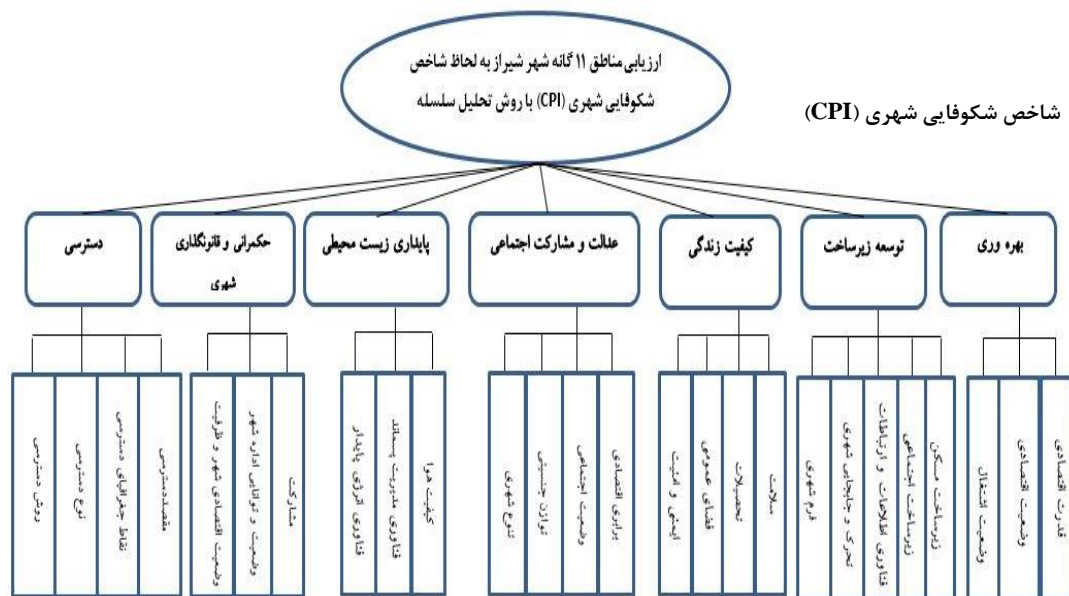 ارزیابی مناطق ۱۱ گانه شهر شیراز به لحاظ شاخص
شکوفایی شهری (CPI) با روش تحلیل سلسله
شاخص شکوفایی شهری (CPI)
بهره وری
توسعه زیرساخت
کیفیت زندگی
عدالت و مشارکت اجتماعی
پایداری زیست محیطی
حکمرانی و قانونگذاری
شهری
دسترسی
قدرت اقتصادی
وضعیت اقتصادی
وضعیت اشتغال
زیرساخت مسکن
زیرساخت اجتماعی
فناوری اطلاعات و ارتباطات
تحرک و جابجایی شهری
فرم شهری
سلامت
تحصیلات
فضای عمومی
ایمنی و امنیت
برابری اقتصادی
وضعیت اجتماعی
توازن جنسیتی
تنوع شهری
کیفیت هوا
فناوری مدیریت پسماند
فناوری انرژی پایدار
مشارکت
وضعیت و توانایی اداره شهر
وضعیت اقتصادی شهر و ظرفیت
مقصددسترسی
نقاط جغرافیای دسترسی
نوع دسترسی
روش دسترسی